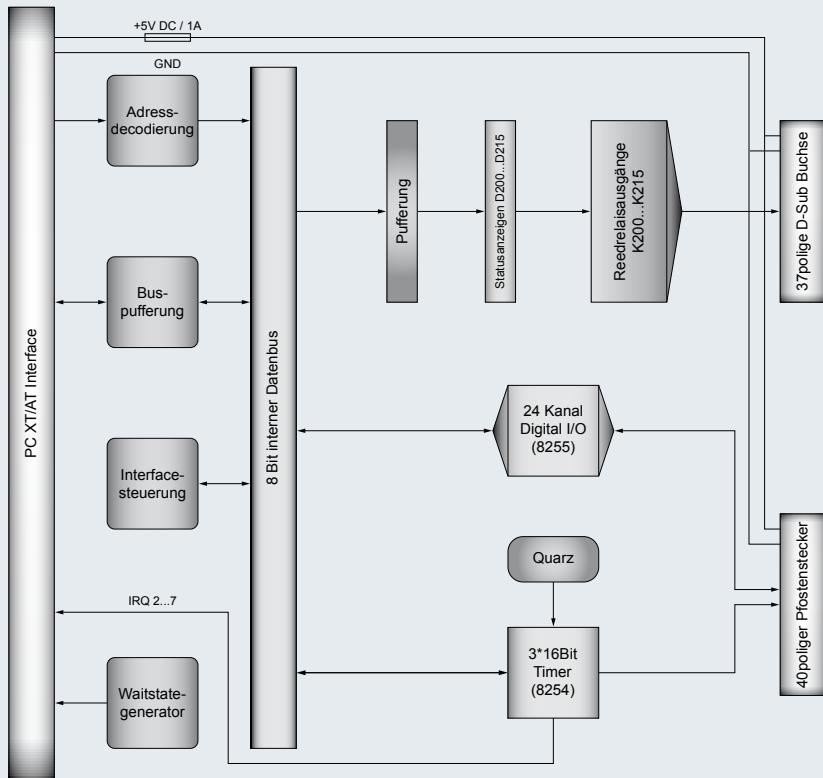 +5V DC / 1A
GND
PC XT/AT Interface
Adress-
decodierung
Bus-
pufferung
Interface-
steuerung
IRQ 2...7
Waitstate-
generator
8 Bit interner Datenbus
Pufferung
Statusanzeigen D200...D215
Reedrelaisausgänge
K200...K215
37polige D-Sub Buchse
24 Kanal
Digital I/O
(8255)
Quarz
3*16Bit
Timer
(8254)
40poliger Pfostenstecker